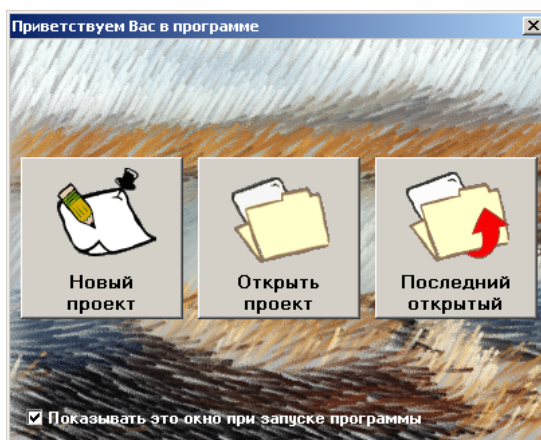 Приветствуем Вас в программе
Новый
проект
Открыть
проект
Последний
открытый
Показывать это окно при запуске программы